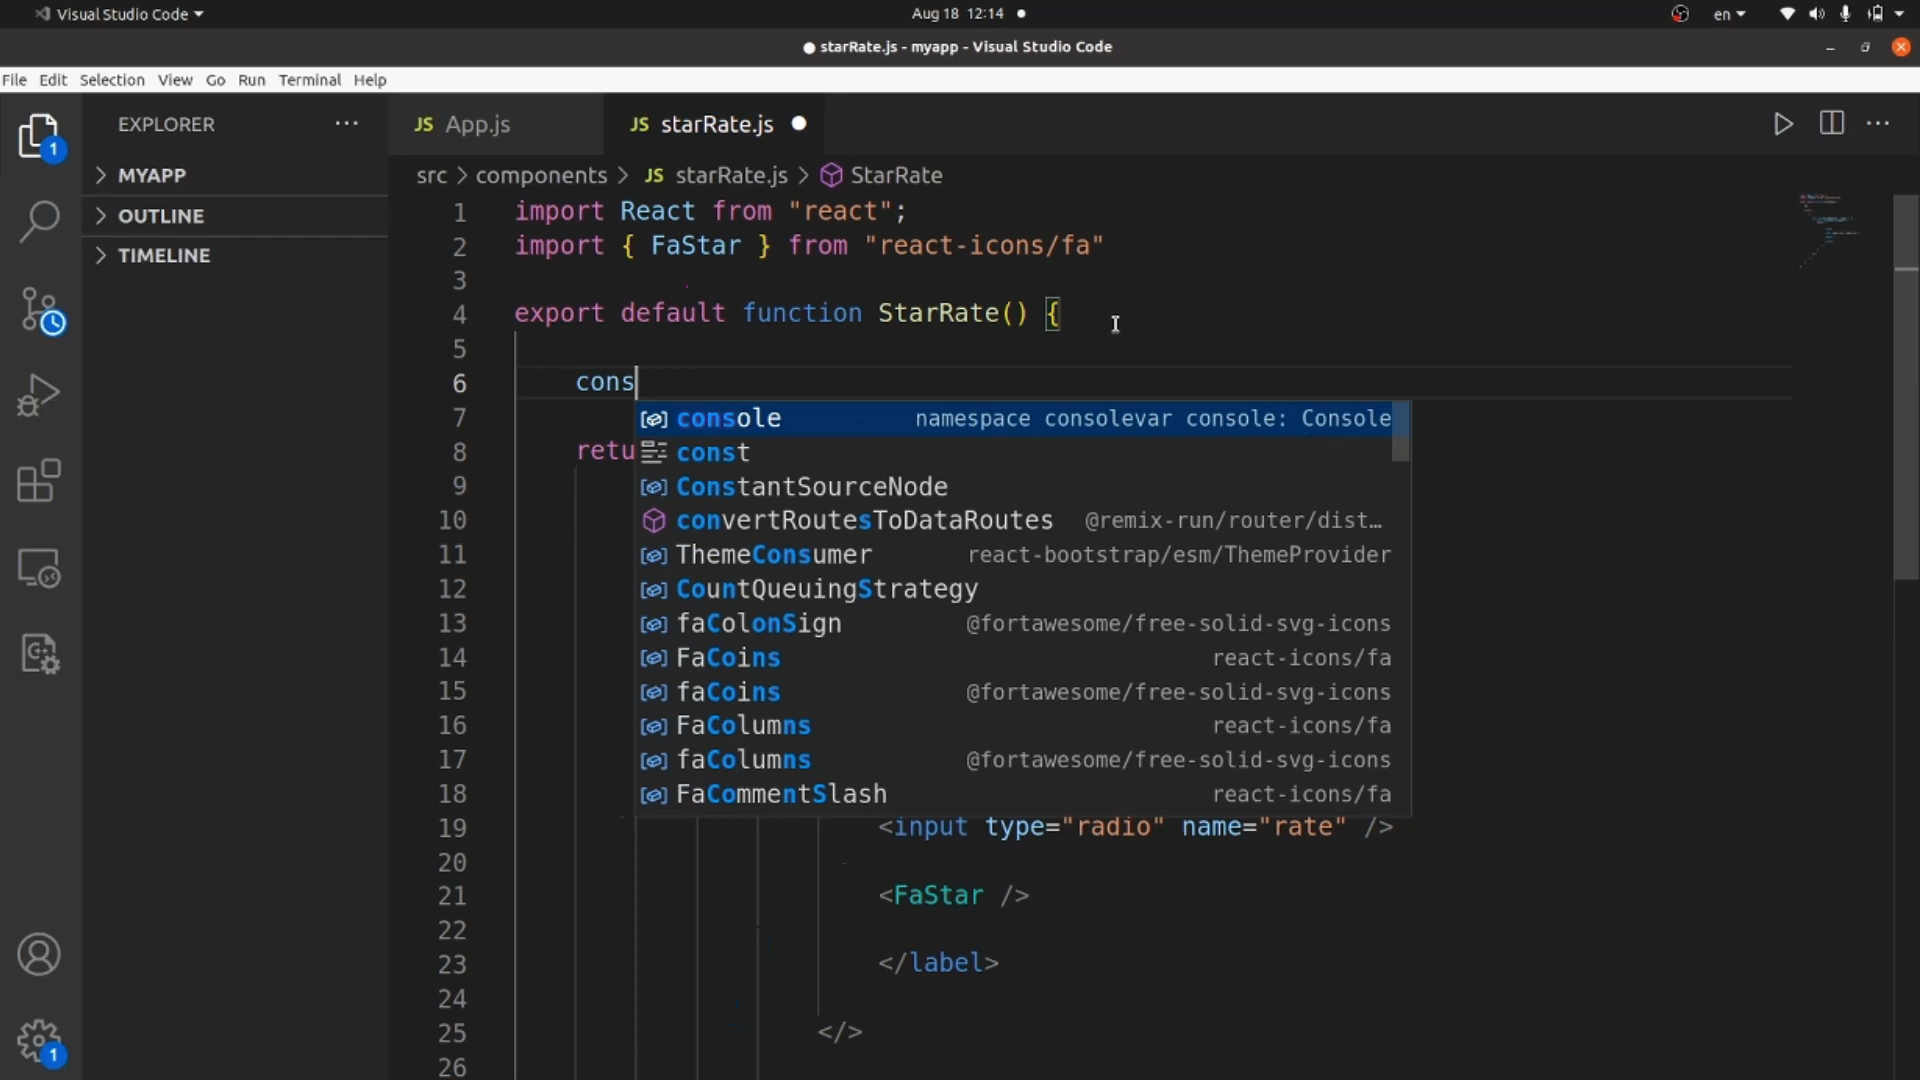 Visual Studio Code
Aug 18 12:14
en
starRate.js - myapp - Visual Studio Code
File Edit Selection View Go Run Terminal Help
EXPLORER
JS App.js
JS starRate.js
1
MYAPP
OUTLINE
TIMELINE
src > components > JS starRate.js > StarRate
1 import React from "react";
2 import { FaStar } from "react-icons/fa"
3
4 export default function StarRate() {
5
6 cons
7
8 retu
9
10
11
12
13
14
15
16
17
18
console namespace consolevar console: Console
const
ConstantSourceNode
convertRoutesToDataRoutes @remix-run/router/dist…
ThemeConsumer react-bootstrap/esm/ThemeProvider
CountQueuingStrategy
faColonSign @fortawesome/free-solid-svg-icons
FaCoins react-icons/fa
faCoins @fortawesome/free-solid-svg-icons
FaColumns react-icons/fa
faColumns @fortawesome/free-solid-svg-icons
FaCommentSlash react-icons/fa
19 <input type="radio" name="rate" />
20
21 <FaStar />
22
23 </label>
24
25 </>
26
1